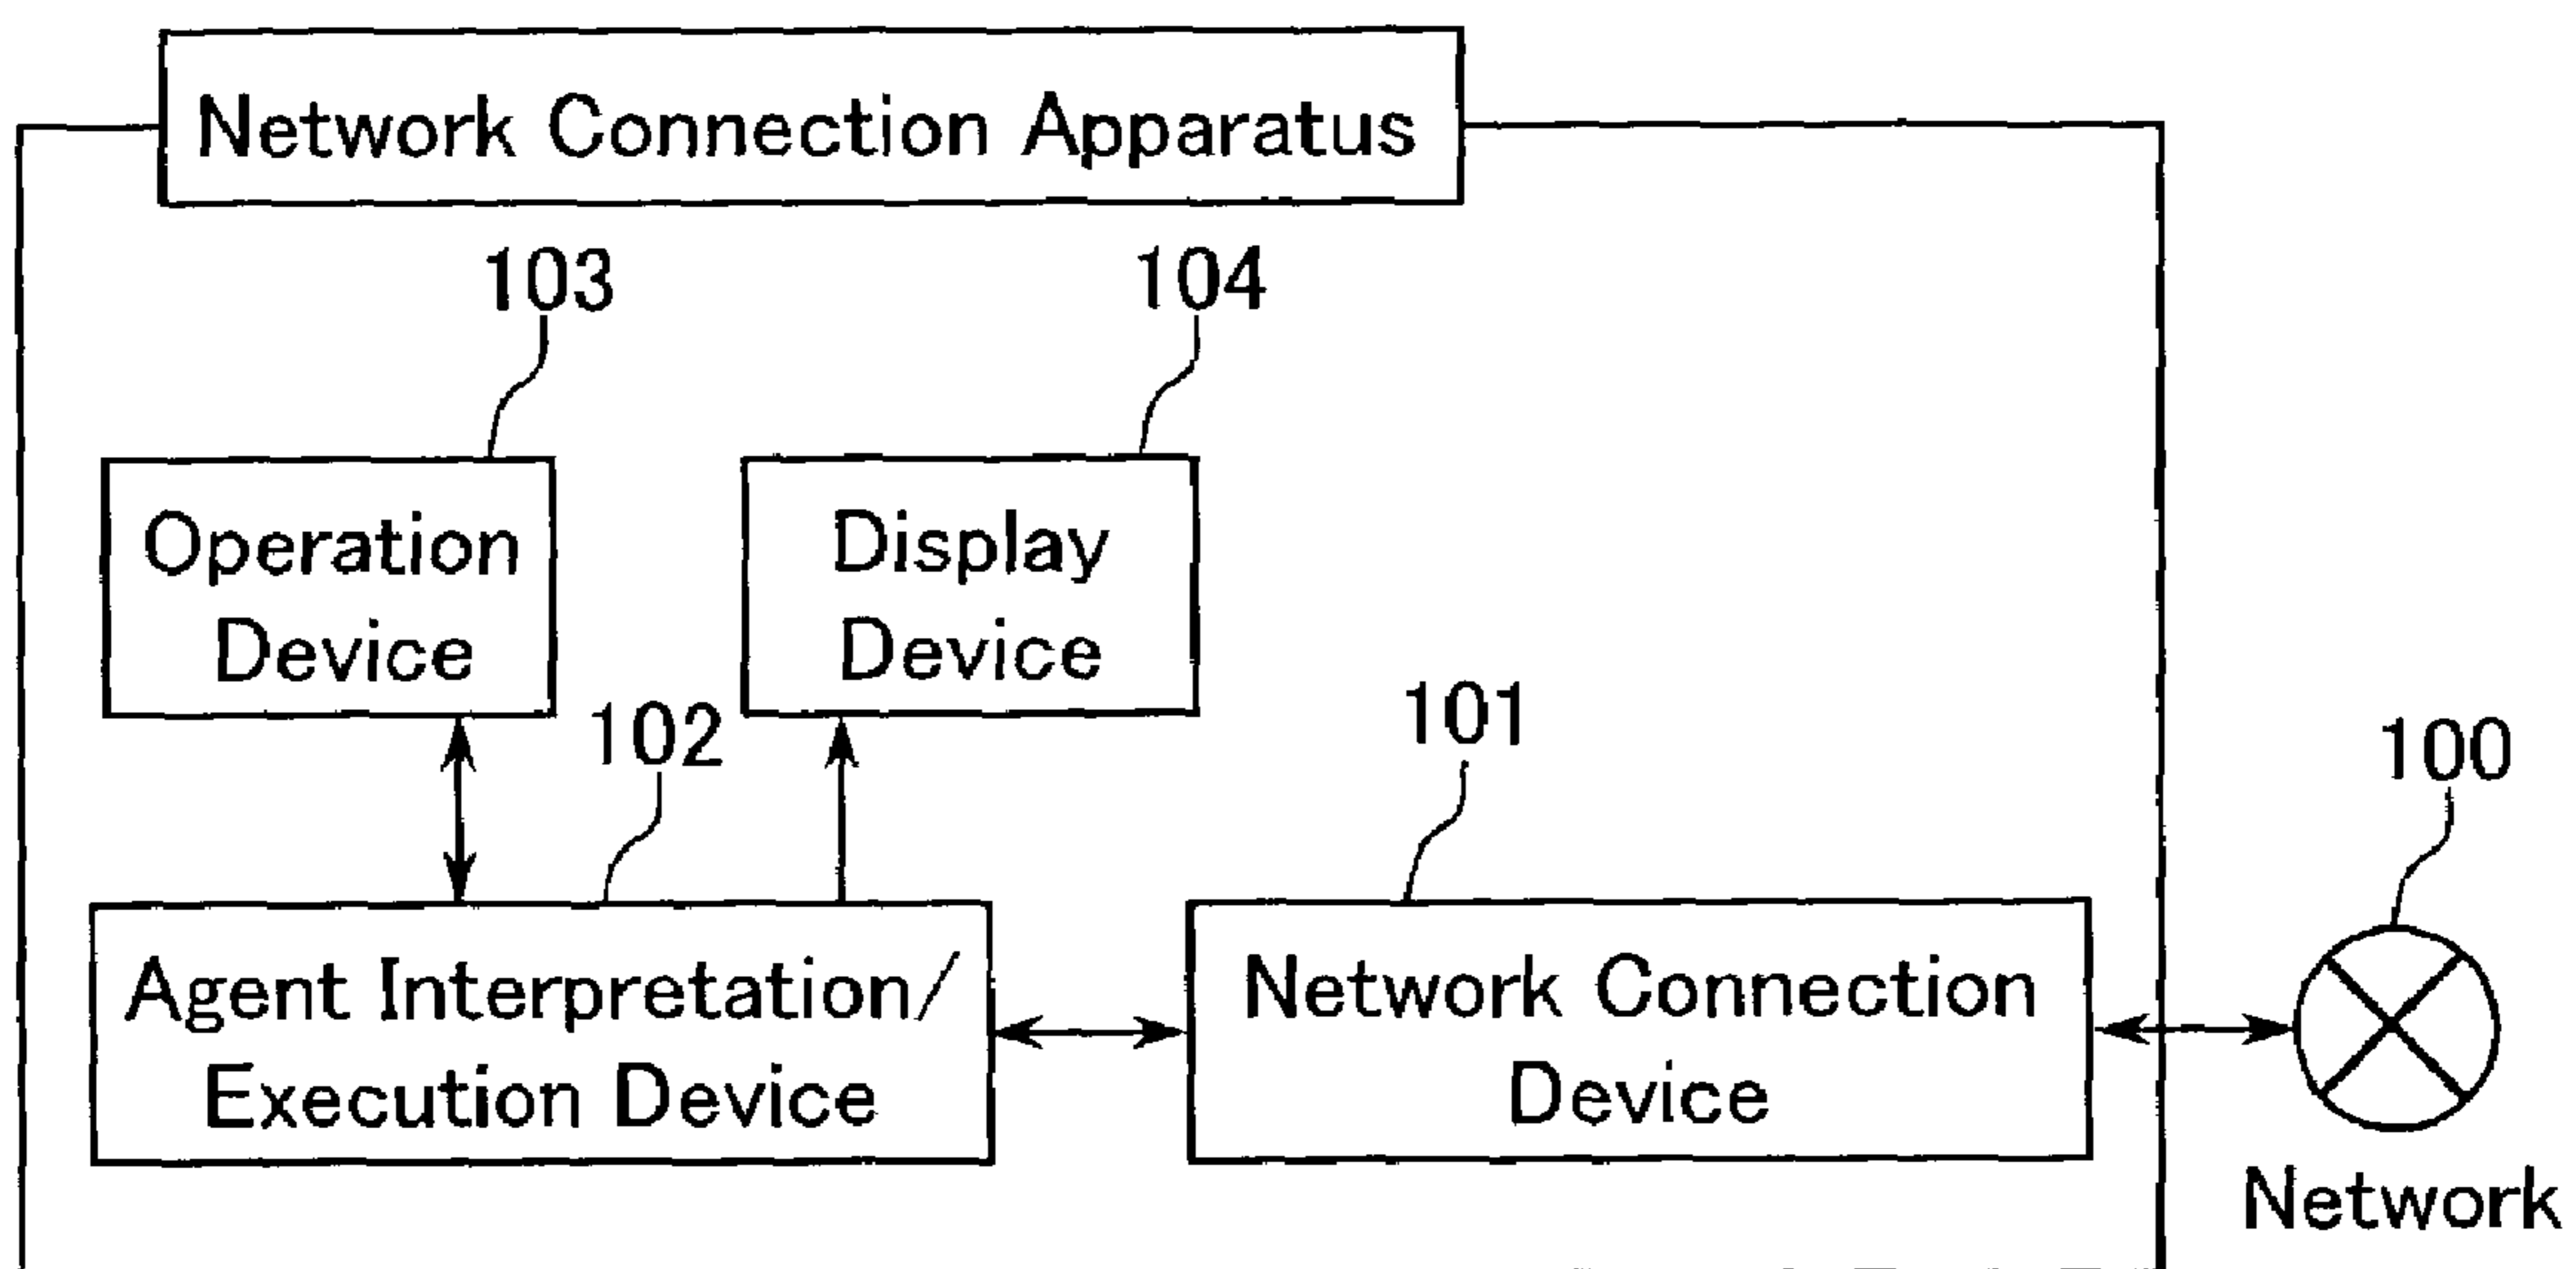 Network Connection Apparatus
103
104
Operation
Device
Display
Device
102
101
100
Agent Interpretation/
Execution Device
Network Connection
Device
Network